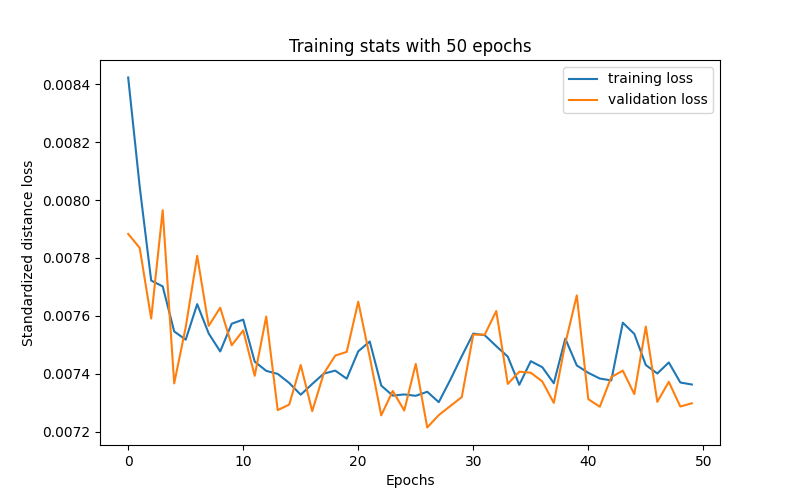 Training stats with 50 epochs
training loss
validation loss
Standardized distance loss
0.0084
0.0082
0.0080
0.0078
0.0076
0.0074
0.0072
0 10 20 30 40 50
Epochs